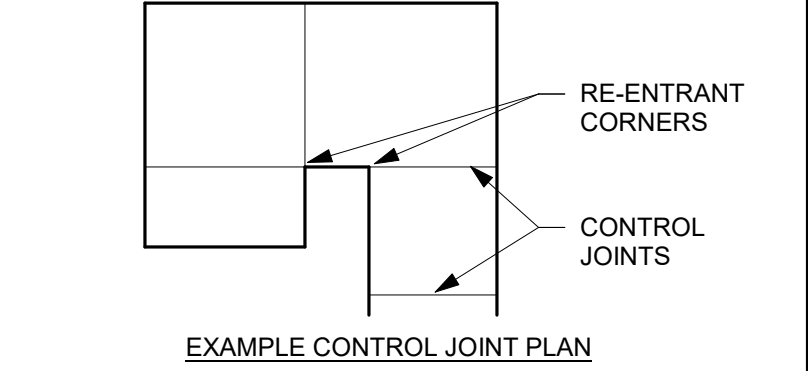 RE-ENTRANT
CORNERS
CONTROL
JOINTS
EXAMPLE CONTROL JOINT PLAN